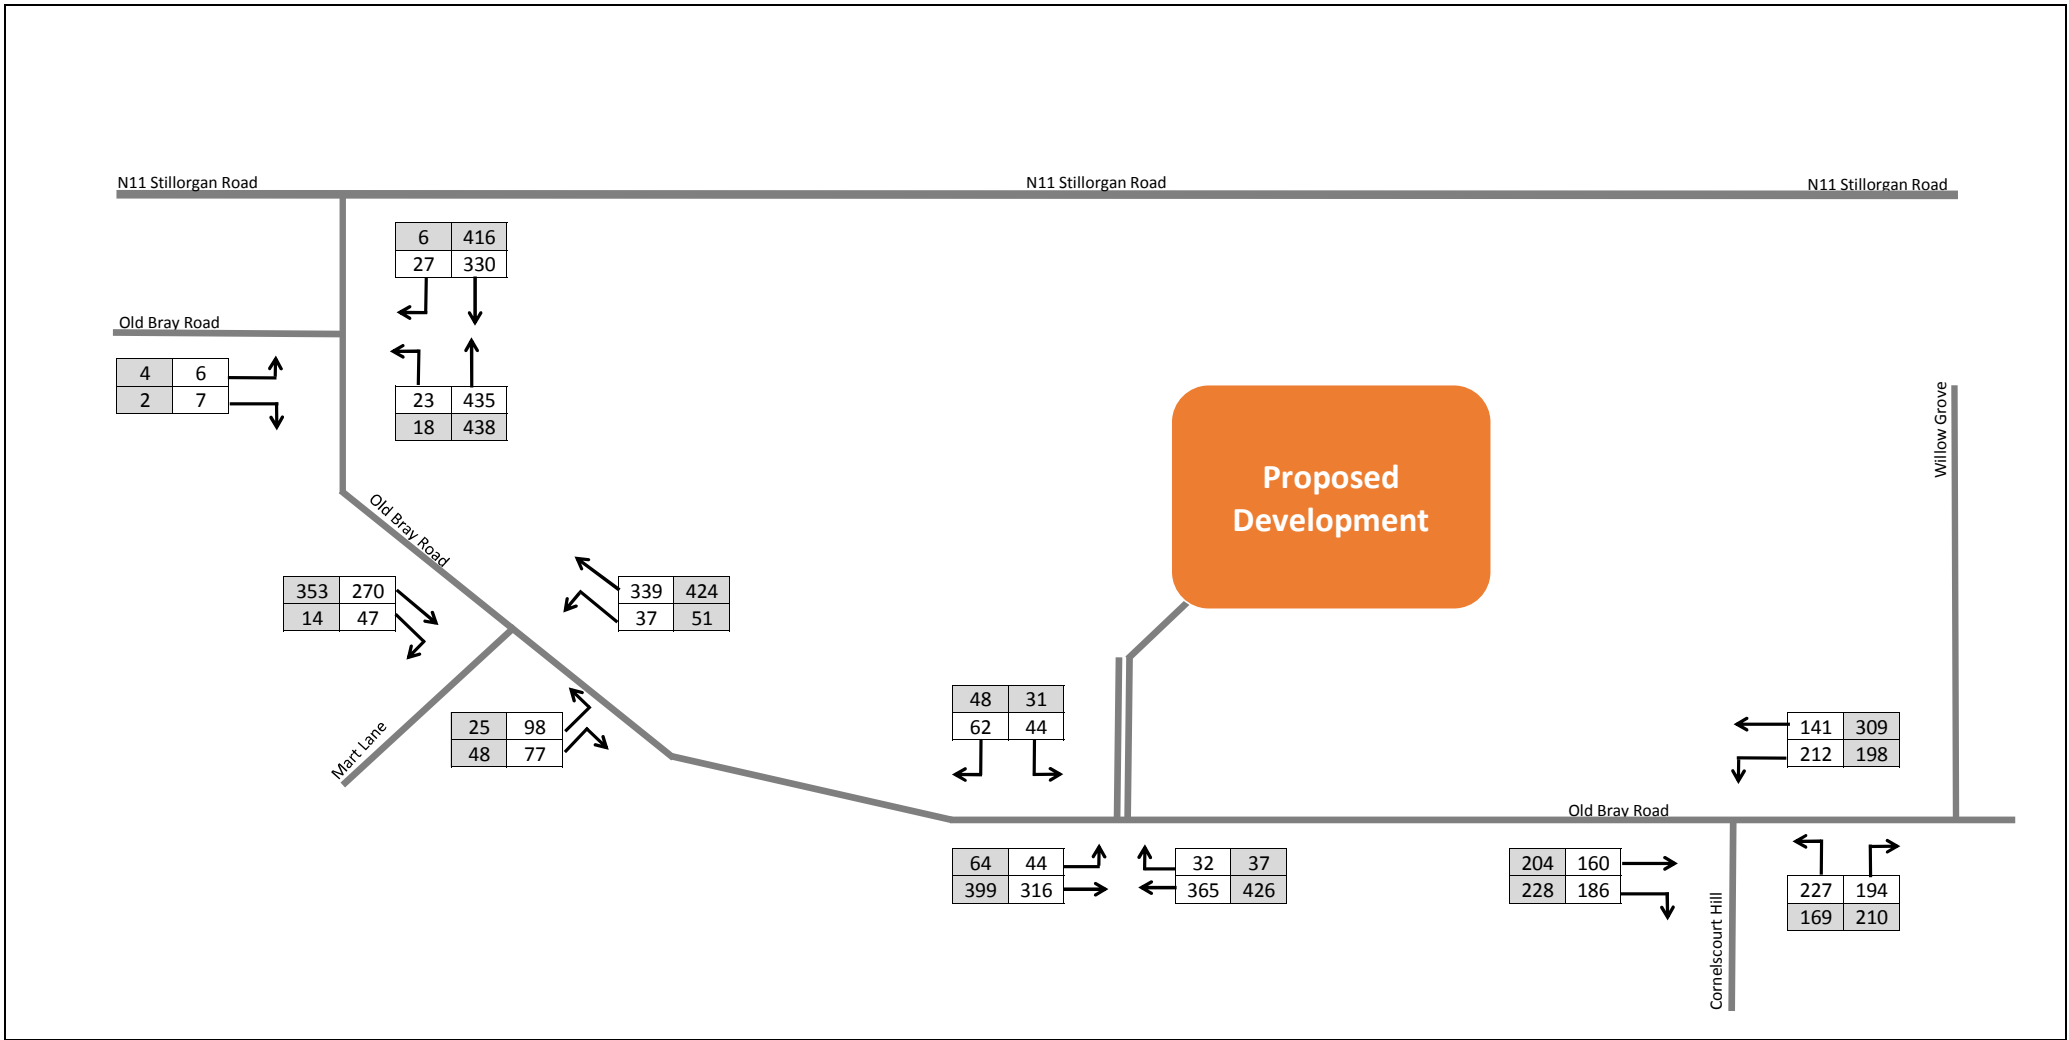 N11 Stillorgan Road N11 Stillorgan Road N11 Stillorgan Road
6 416
27 330
Old Bray Road
4 6
2 7
23 435
18 438
Proposed
Development
Willow Grove
Old Bray Road
353 270
14 47
339 424
37 51
25 98
48 77
Mart Lane
48 31
62 44
141 309
212 198
Old Bray Road
64 44
399 316
32 37
365 426
204 160
228 186
227 194
169 210
Cornelscourt Hill